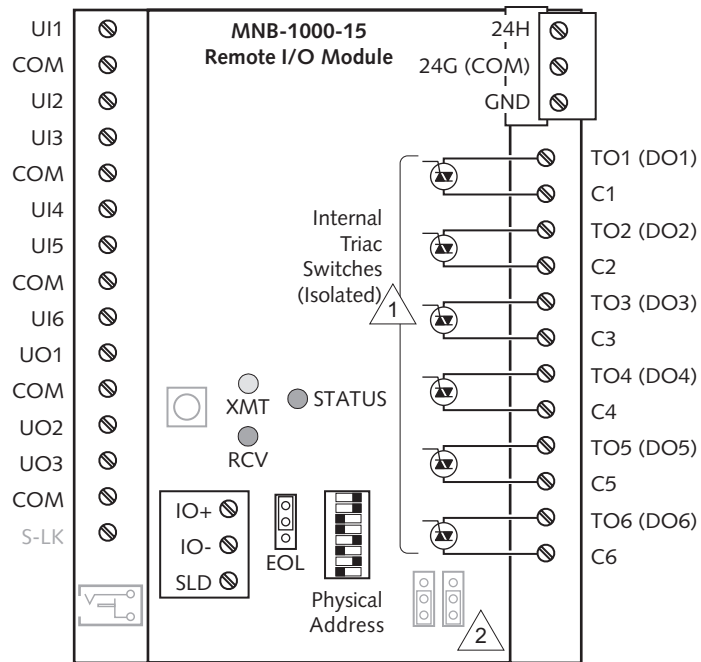 MNB-1000-15
Remote I/O Module
UI1
COM
UI2
UI3
COM
UI4
UI5
COM
UI6
UO1
COM
UO2
UO3
COM
S-LK
24H
24G (COM)
GND
TO1 (DO1)
C1
TO2 (DO2)
C2
TO3 (DO3)
C3
TO4 (DO4)
C4
TO5 (DO5)
C5
TO6 (DO6)
C6
Internal
Triac
Switches
(Isolated)
1
XMT
STATUS
RCV
IO+
IO-
SLD
EOL
Physical
Address
2